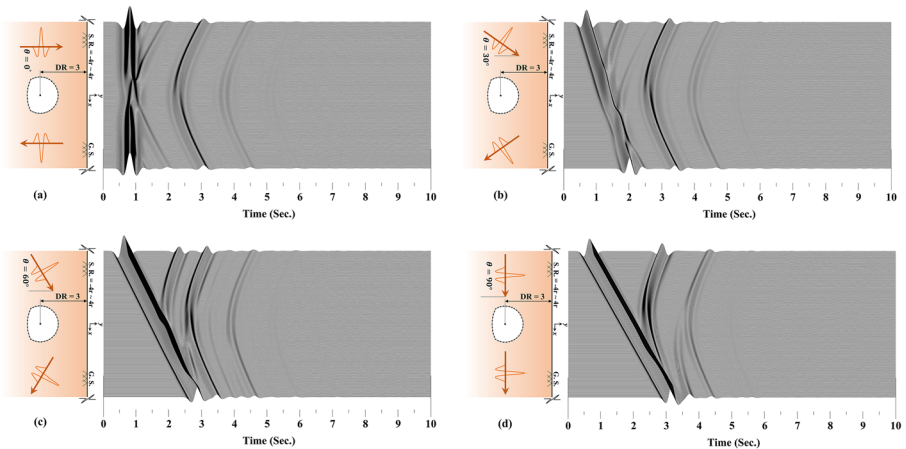 θ = 0°
DR = 3
S. R. = -4r ~ 4r
G. S.
y
x
(a)
0 1 2 3 4 5 6 7 8 9 10
Time (Sec.)
θ = 30°
DR = 3
S. R. = -4r ~ 4r
G. S.
y
x
(b)
0 1 2 3 4 5 6 7 8 9 10
Time (Sec.)
θ = 60°
DR = 3
S. R. = -4r ~ 4r
G. S.
y
x
(c)
0 1 2 3 4 5 6 7 8 9 10
Time (Sec.)
θ = 90°
DR = 3
S. R. = -4r ~ 4r
G. S.
y
x
(d)
0 1 2 3 4 5 6 7 8 9 10
Time (Sec.)